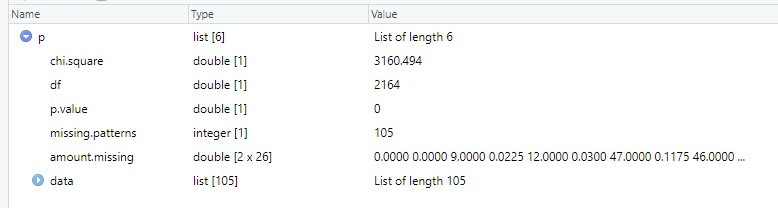 Name Type Value
p list [6] List of length 6
chi.square double [1] 3160.494
df double [1] 2164
p.value double [1] 0
missing.patterns integer [1] 105
amount.missing double [2 x 26] 0.0000 0.0000 9.0000 0.0225 12.0000 0.0300 47.0000 0.1175 46.0000 ...
data list [105] List of length 105